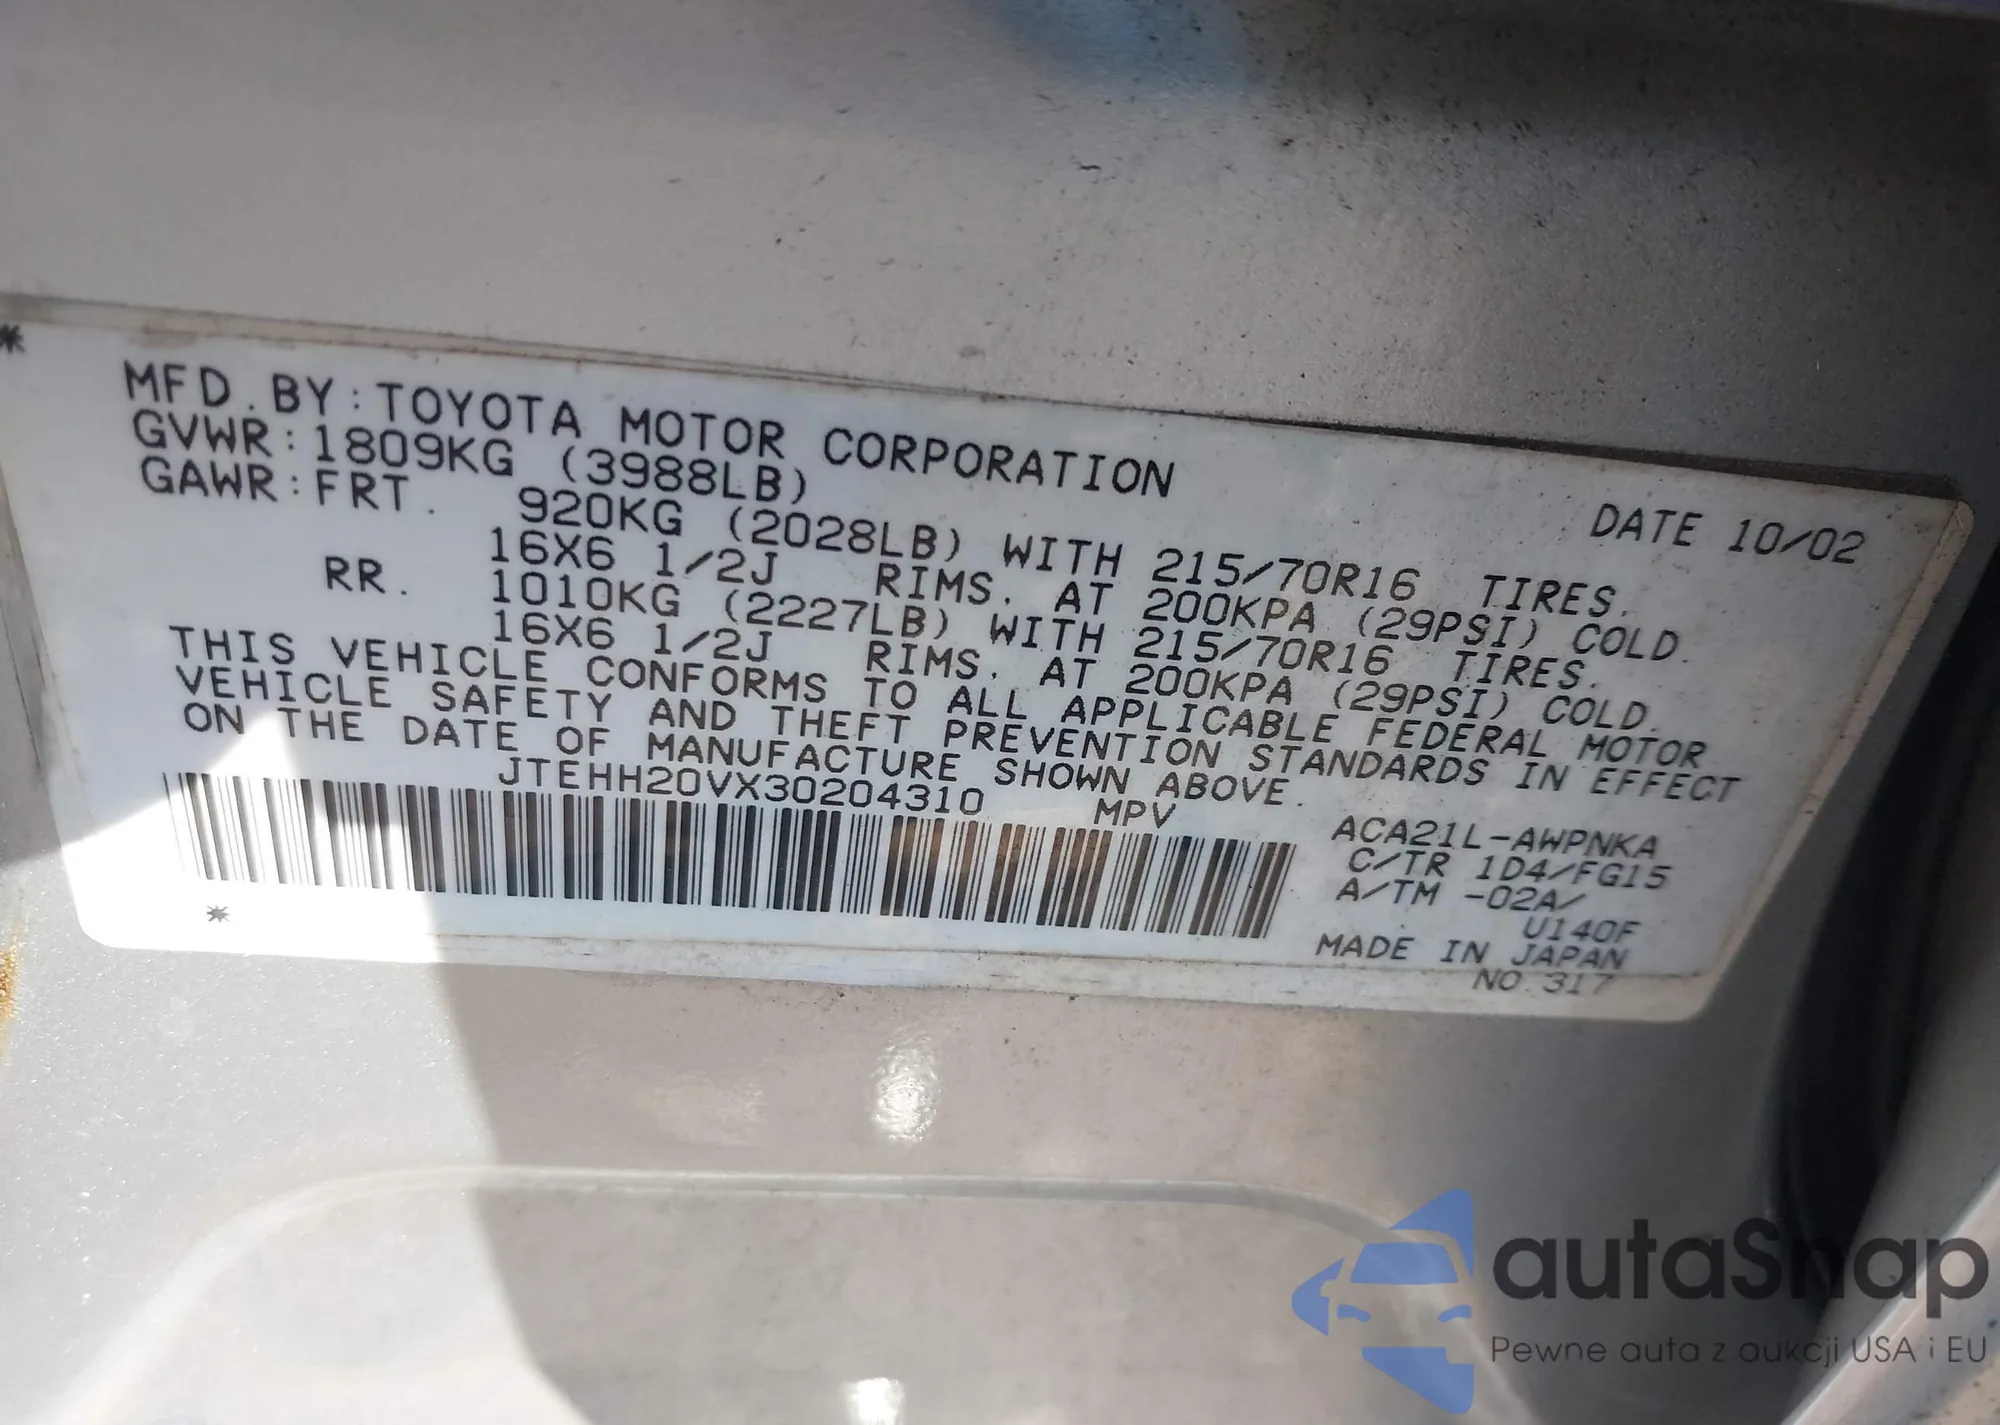 *
MFD. BY: TOYOTA MOTOR CORPORATION DATE 10/02
GVWR: 1809KG (3988LB)
GAWR: FRT. 920KG (2028LB) WITH 215/70R16 TIRES.
16X6 1/2J RIMS. AT 200KPA (29PSI) COLD.
RR. 1010KG (2227LB) WITH 215/70R16 TIRES.
16X6 1/2J RIMS. AT 200KPA (29PSI) COLD.
THIS VEHICLE CONFORMS TO ALL APPLICABLE FEDERAL MOTOR
VEHICLE SAFETY AND THEFT PREVENTION STANDARDS IN EFFECT
ON THE DATE OF MANUFACTURE SHOWN ABOVE.
JTEHH20VX30204310 MPV
ACA21L-AWPNKA
C/TR 1D4/FG15
A/TM -02A/
U140F
*
MADE IN JAPAN
NO.317
autaSnap
Pewne auta z aukcji USA i EU